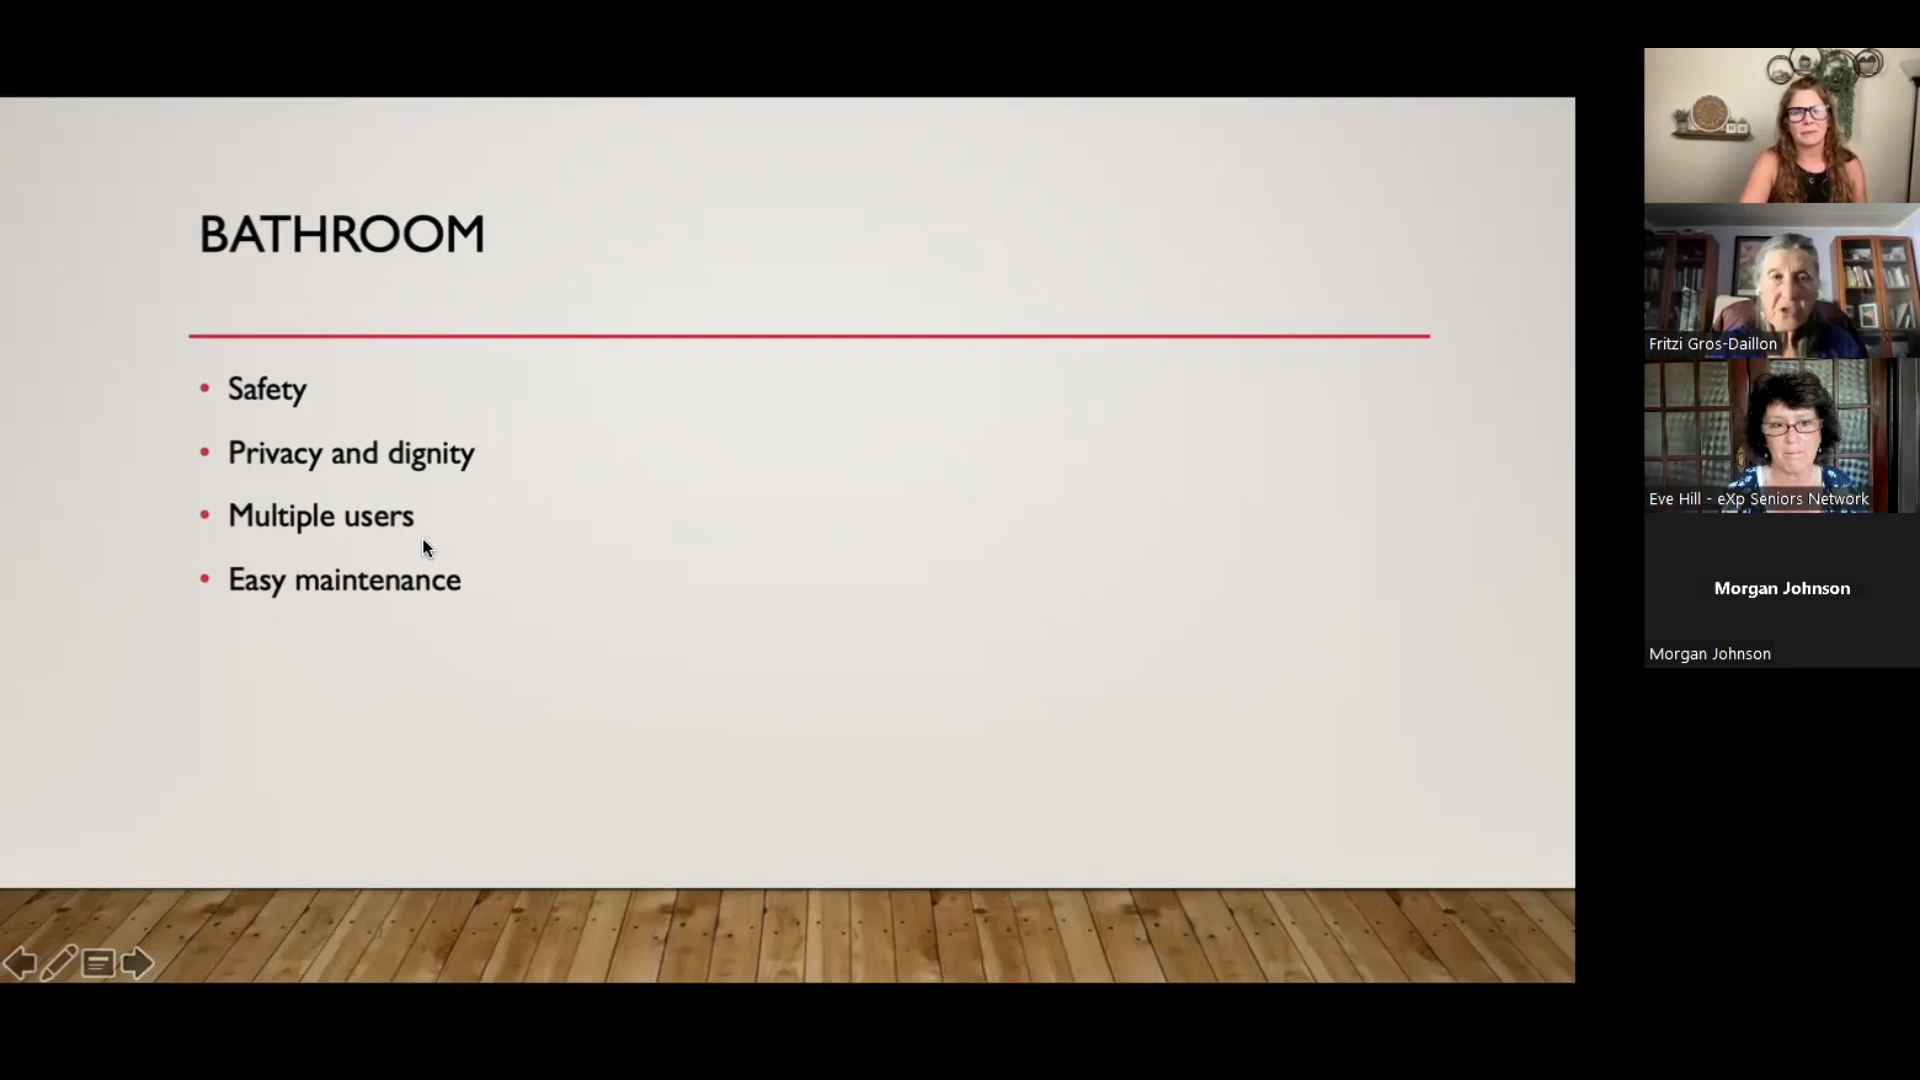 BATHROOM
Safety
Privacy and dignity
Multiple users
Easy maintenance
Fritzi Gros-Daillon
Eve Hill - eXp Seniors Network
Morgan Johnson
Morgan Johnson